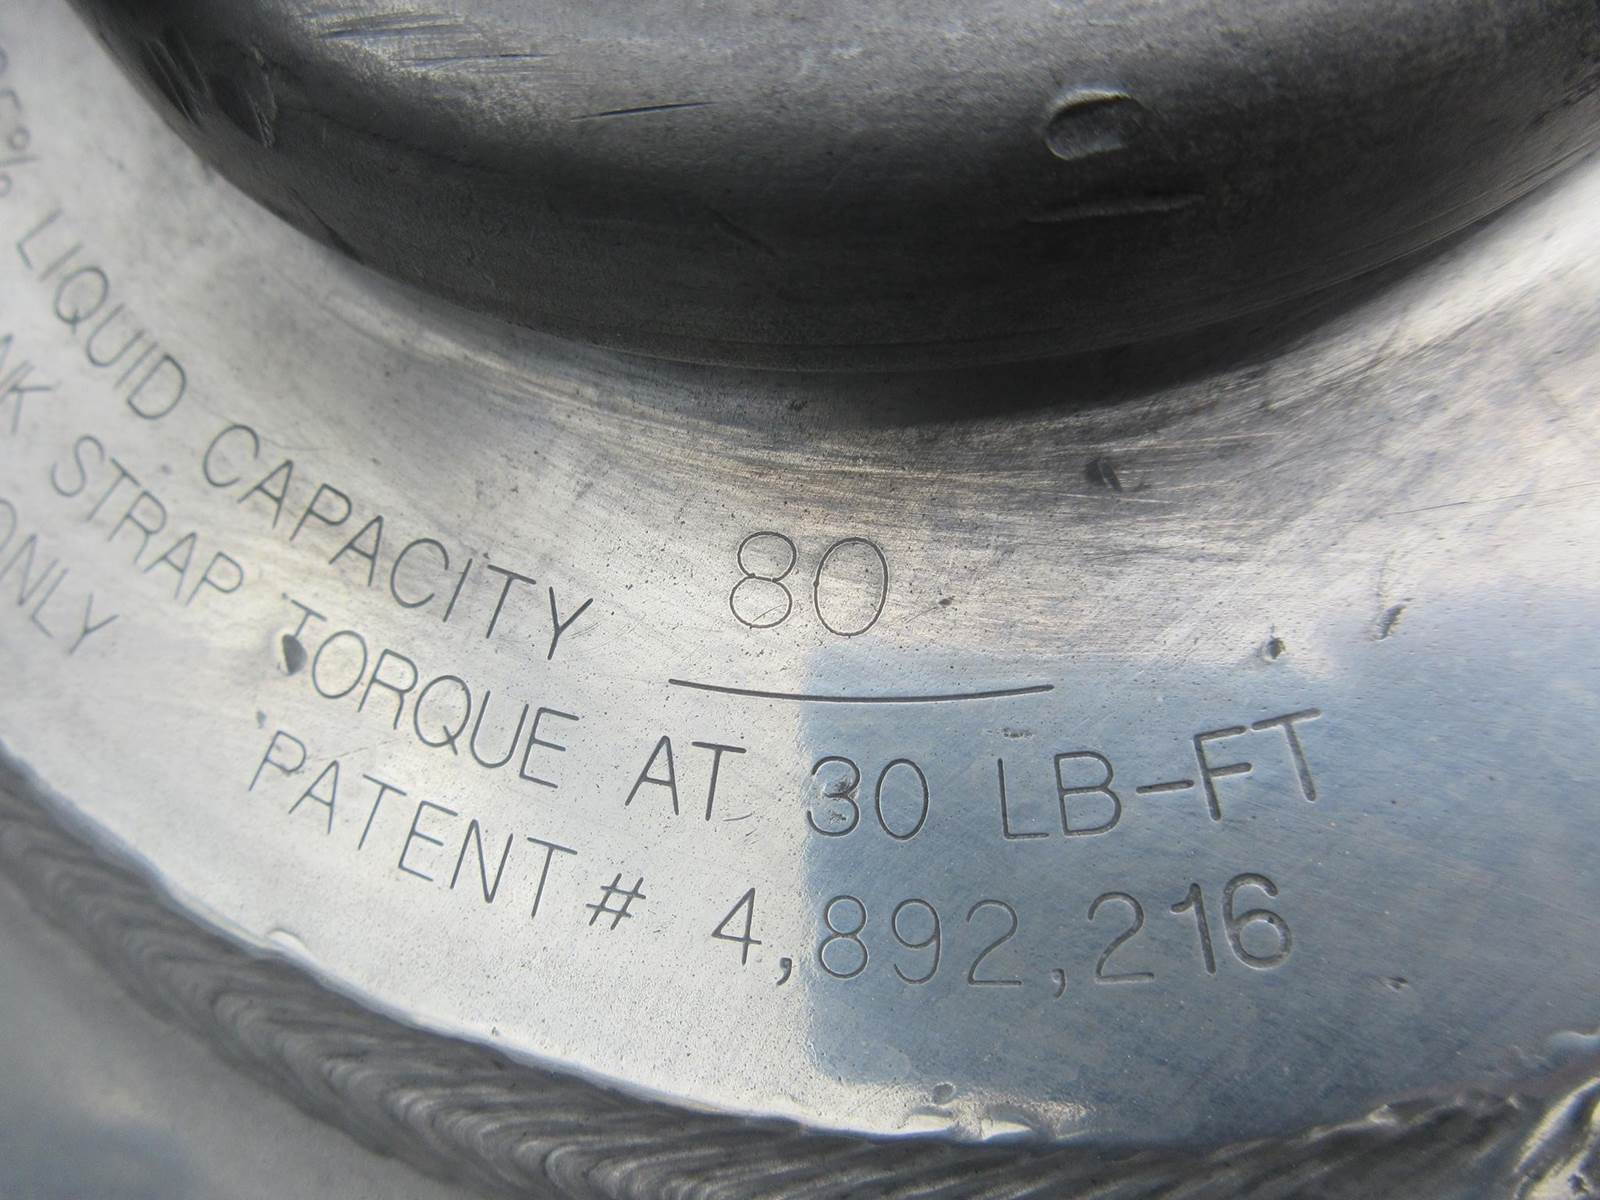 % LIQUID CAPACITY 80
STRAP TORQUE AT 30 LB-FT
ONLY PATENT # 4,892,216